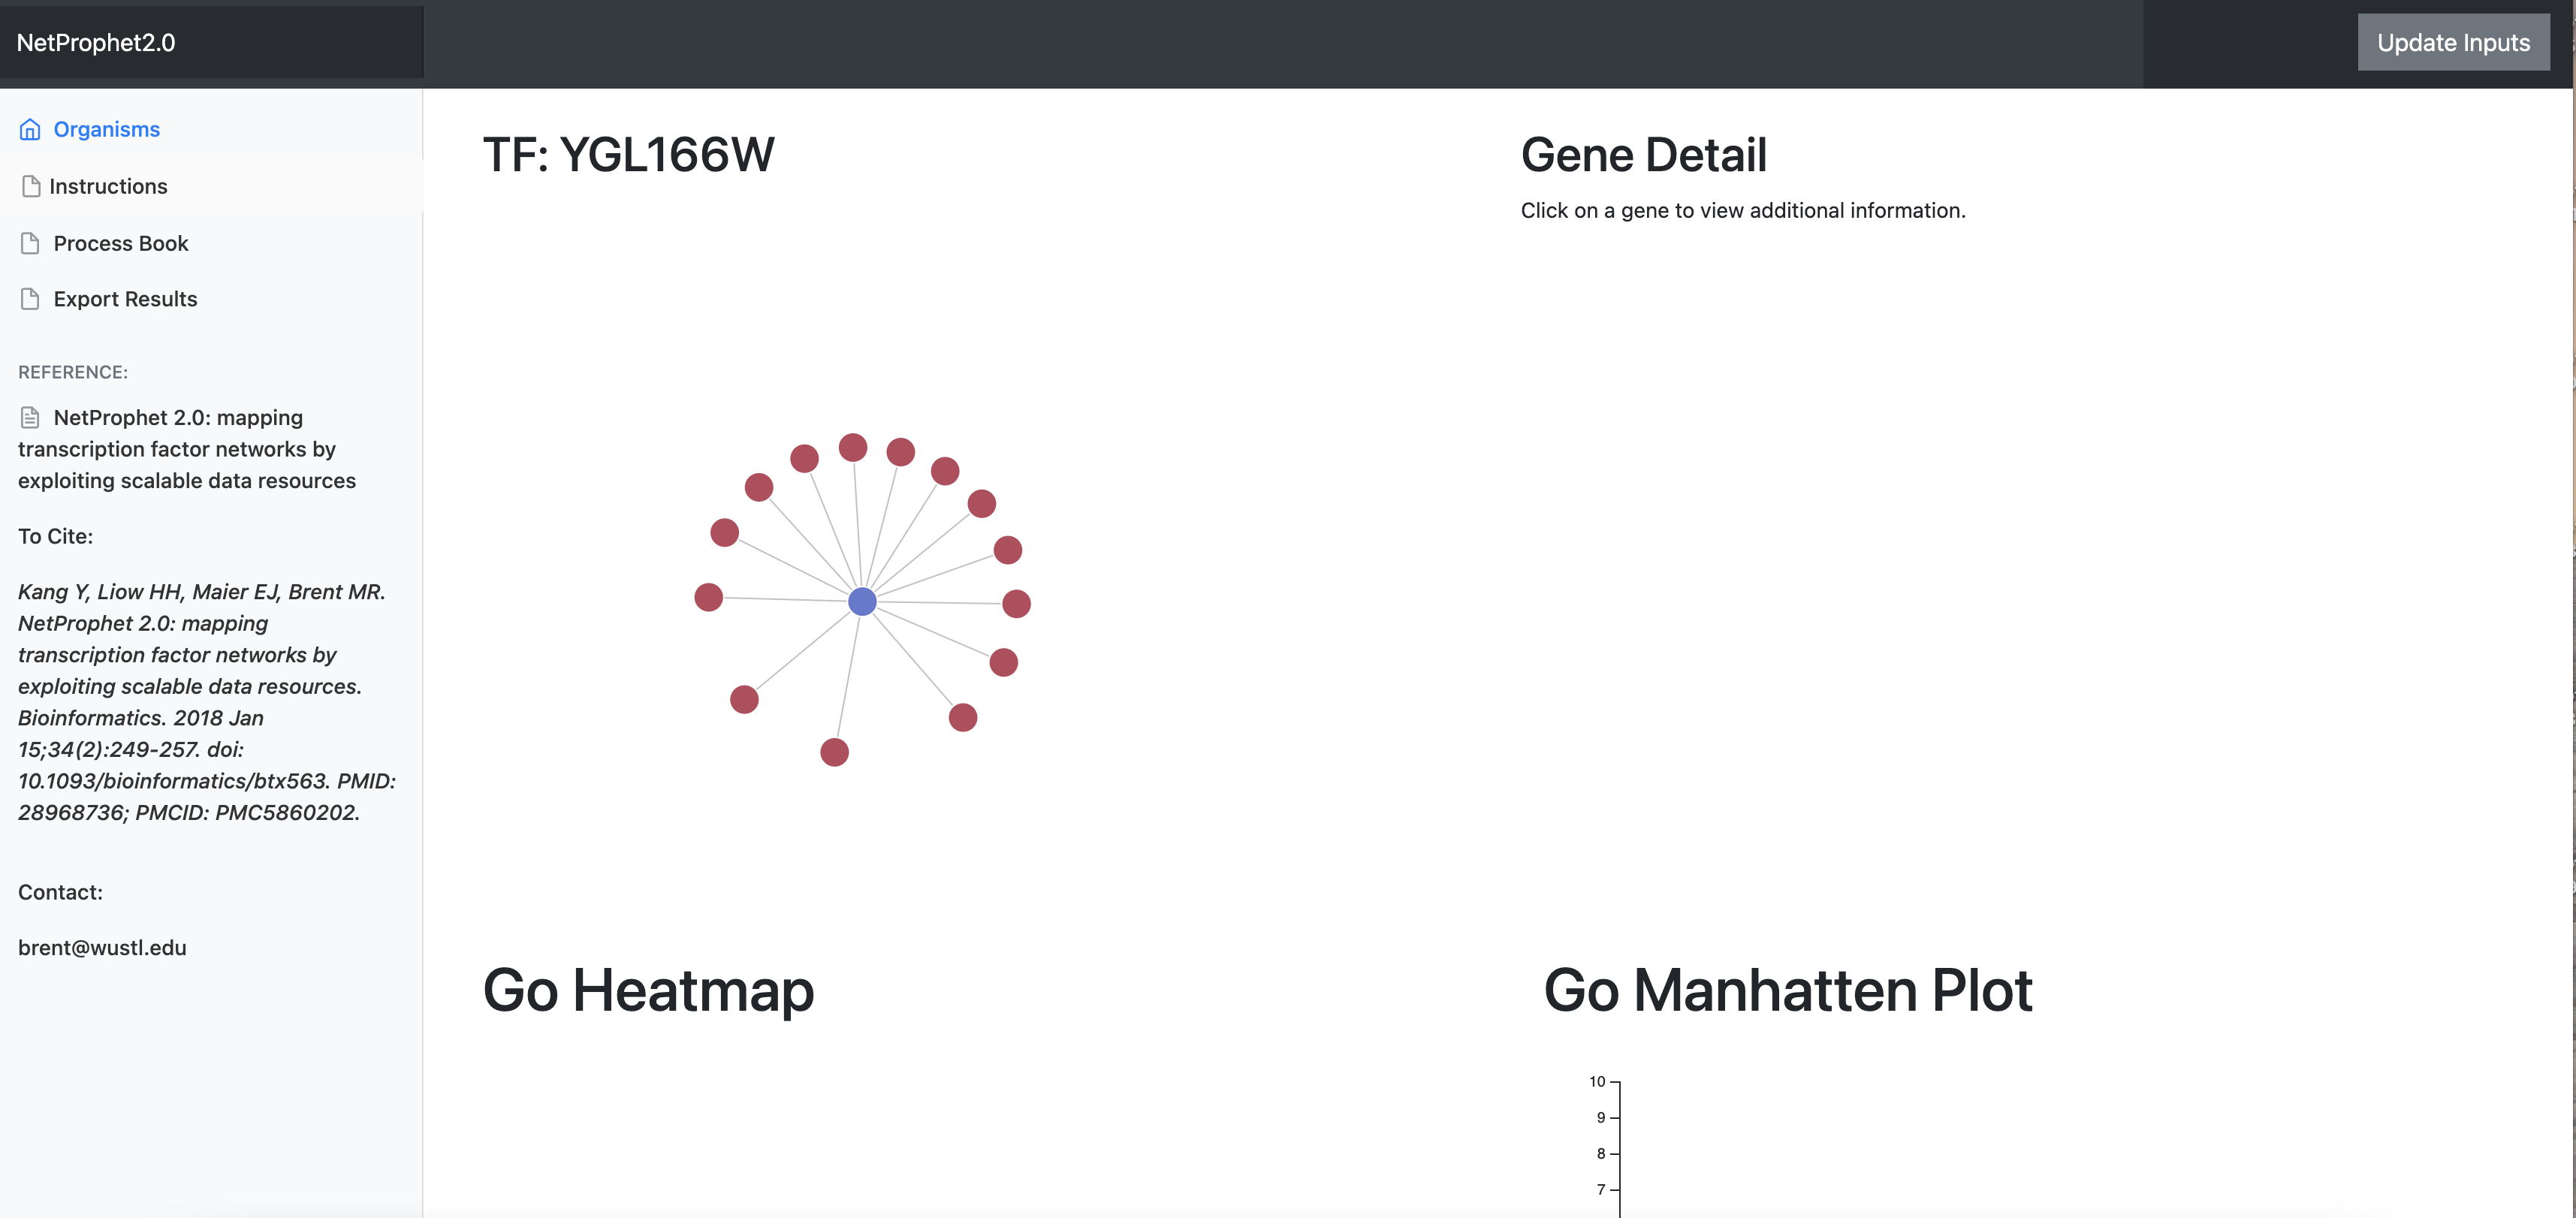 NetProphet2.0
Update Inputs
Organisms
Instructions
Process Book
Export Results
REFERENCE:
NetProphet 2.0: mapping
transcription factor networks by
exploiting scalable data resources
To Cite:
Kang Y, Liow HH, Maier EJ, Brent MR.
NetProphet 2.0: mapping
transcription factor networks by
exploiting scalable data resources.
Bioinformatics. 2018 Jan
15;34(2):249-257. doi:
10.1093/bioinformatics/btx563. PMID:
28968736; PMCID: PMC5860202.
Contact:
brent@wustl.edu
TF: YGL166W
Gene Detail
Click on a gene to view additional information.
Go Heatmap
Go Manhatten Plot
10
9
8
7